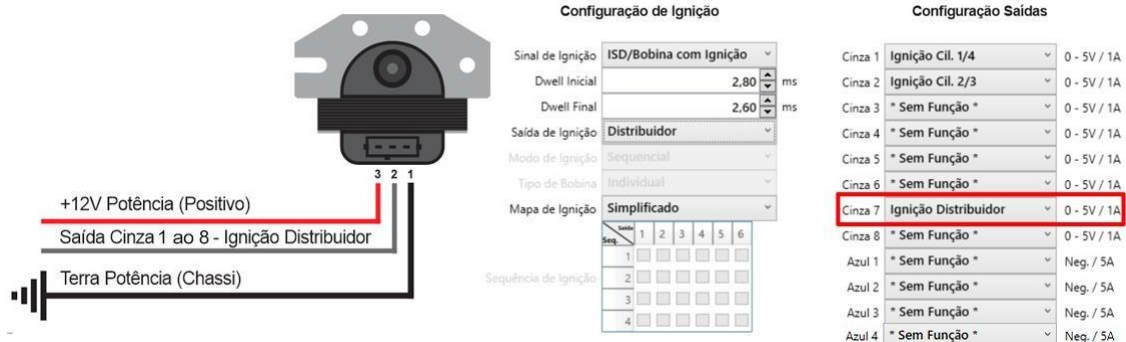 Configuração de Ignição
Sinal de Ignição ISD/Bobina com Ignição
Dwell Inicial 2,80 ms
Dwell Final 2,60 ms
Saída de Ignição Distribuidor
Modo de Ignição Sequencial
Tipo de Bobina Individual
Mapa de Ignição Simplificado
Sequência de Ignição
Seq. Saída 1 2 3 4 5 6
1
2
3
4
3 2 1
+12V Potência (Positivo)
Saída Cinza 1 ao 8 - Ignição Distribuidor
Terra Potência (Chassi)
Configuração Saídas
Cinza 1 Ignição Cil. 1/4 0 - 5V / 1A
Cinza 2 Ignição Cil. 2/3 0 - 5V / 1A
Cinza 3 * Sem Função * 0 - 5V / 1A
Cinza 4 * Sem Função * 0 - 5V / 1A
Cinza 5 * Sem Função * 0 - 5V / 1A
Cinza 6 * Sem Função * 0 - 5V / 1A
Cinza 7 Ignição Distribuidor 0 - 5V / 1A
Cinza 8 * Sem Função * 0 - 5V / 1A
Azul 1 * Sem Função * Neg. / 5A
Azul 2 * Sem Função * Neg. / 5A
Azul 3 * Sem Função * Neg. / 5A
Azul 4 * Sem Função * Neg. / 5A